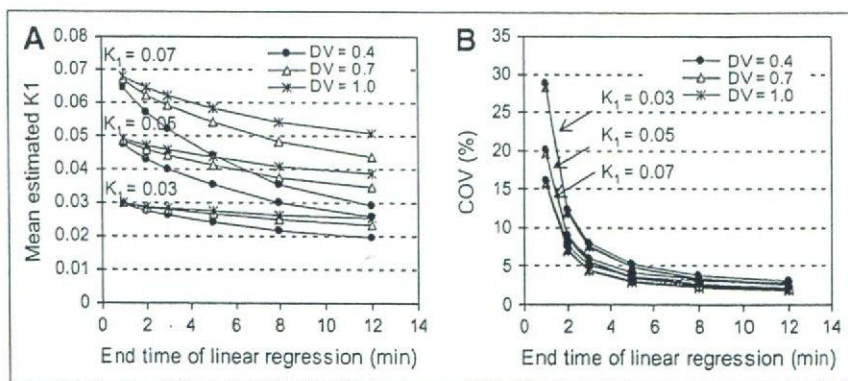 A
Mean estimated K1
0.08
0.07
0.06
0.05
0.04
0.03
0.02
0.01
0
K₁ = 0.07
K₁ = 0.05
K₁ = 0.03
DV = 0.4
DV = 0.7
DV = 1.0
0 2 4 6 8 10 12 14
End time of linear regression (min)
B
COV (%)
35
30
25
20
15
10
5
0
DV = 0.4
DV = 0.7
DV = 1.0
K₁ = 0.03
K₁ = 0.05
K₁ = 0.07
0 2 4 6 8 10 12 14
End time of linear regression (min)